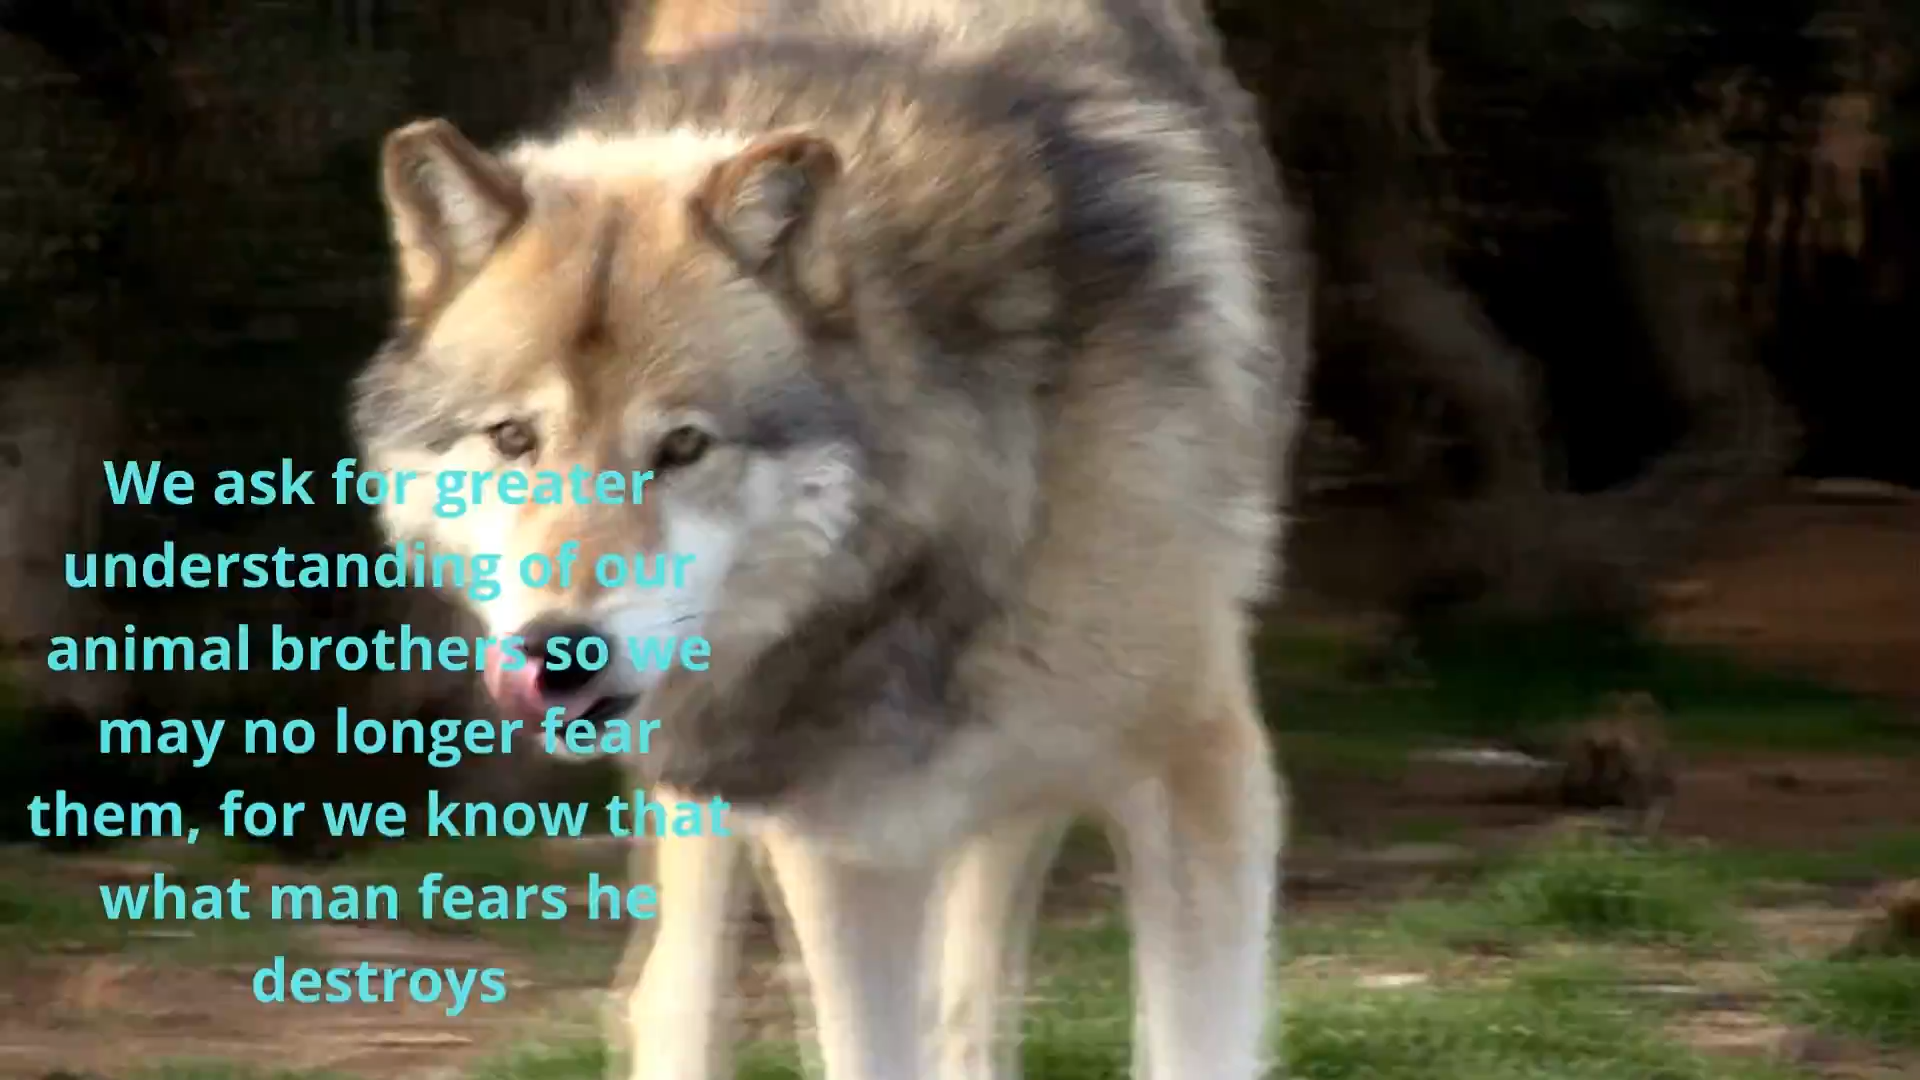 We ask for greater
understanding of our
animal brothers so we
may no longer fear
them, for we know that
what man fears he
destroys